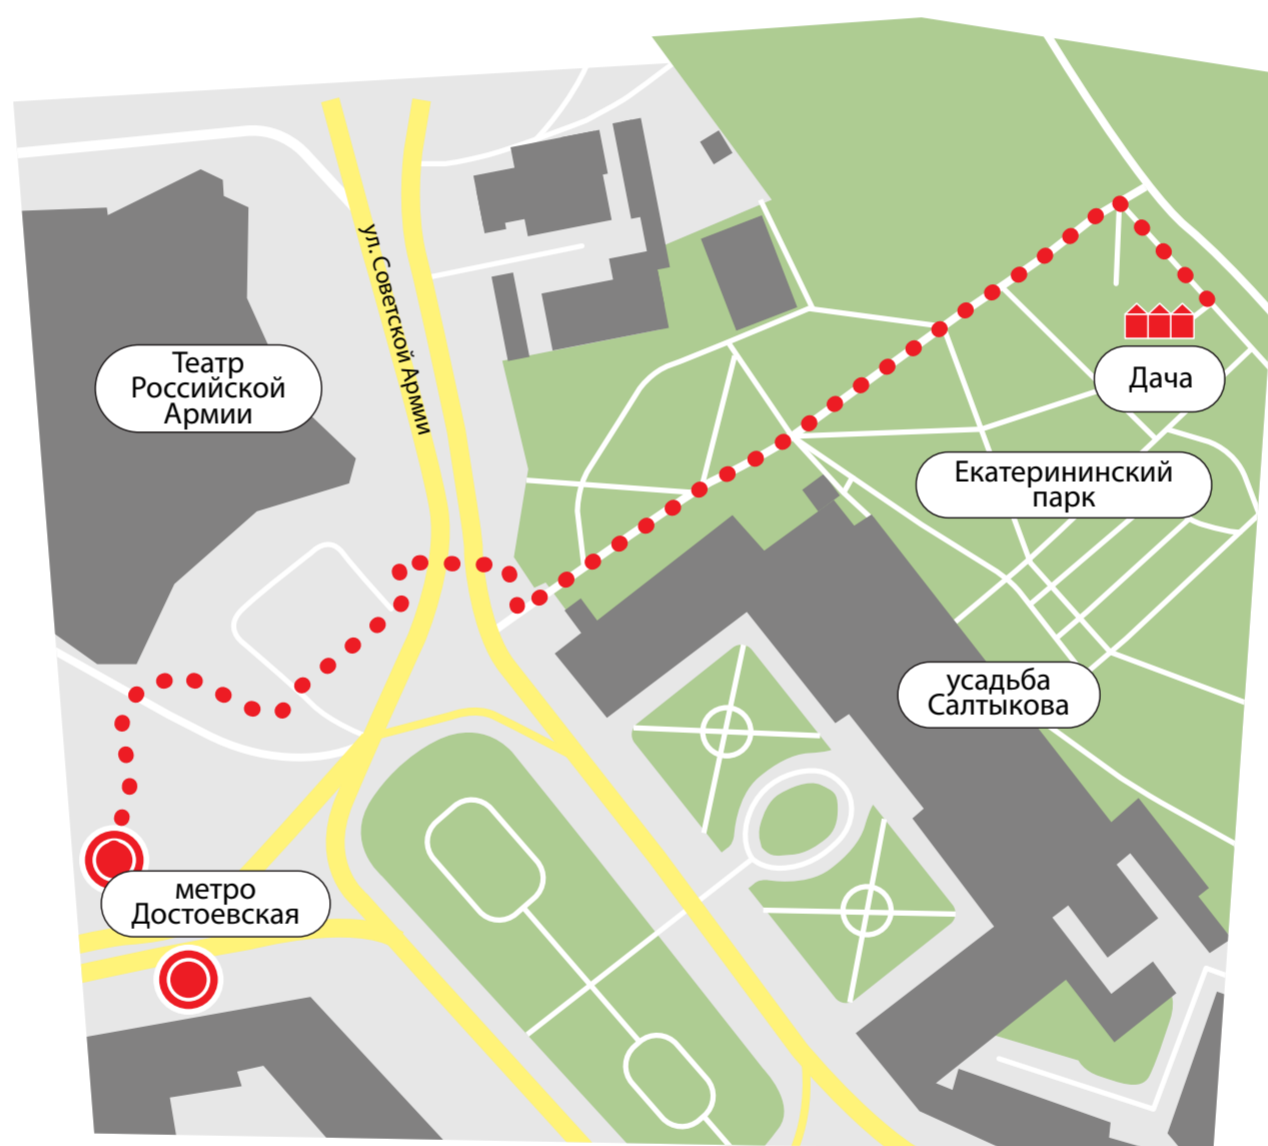 ул. Советской Армии
Театр
Российской
Армии
Дача
Екатерининский
парк
усадьба
Салтыкова
метро
Достоевская